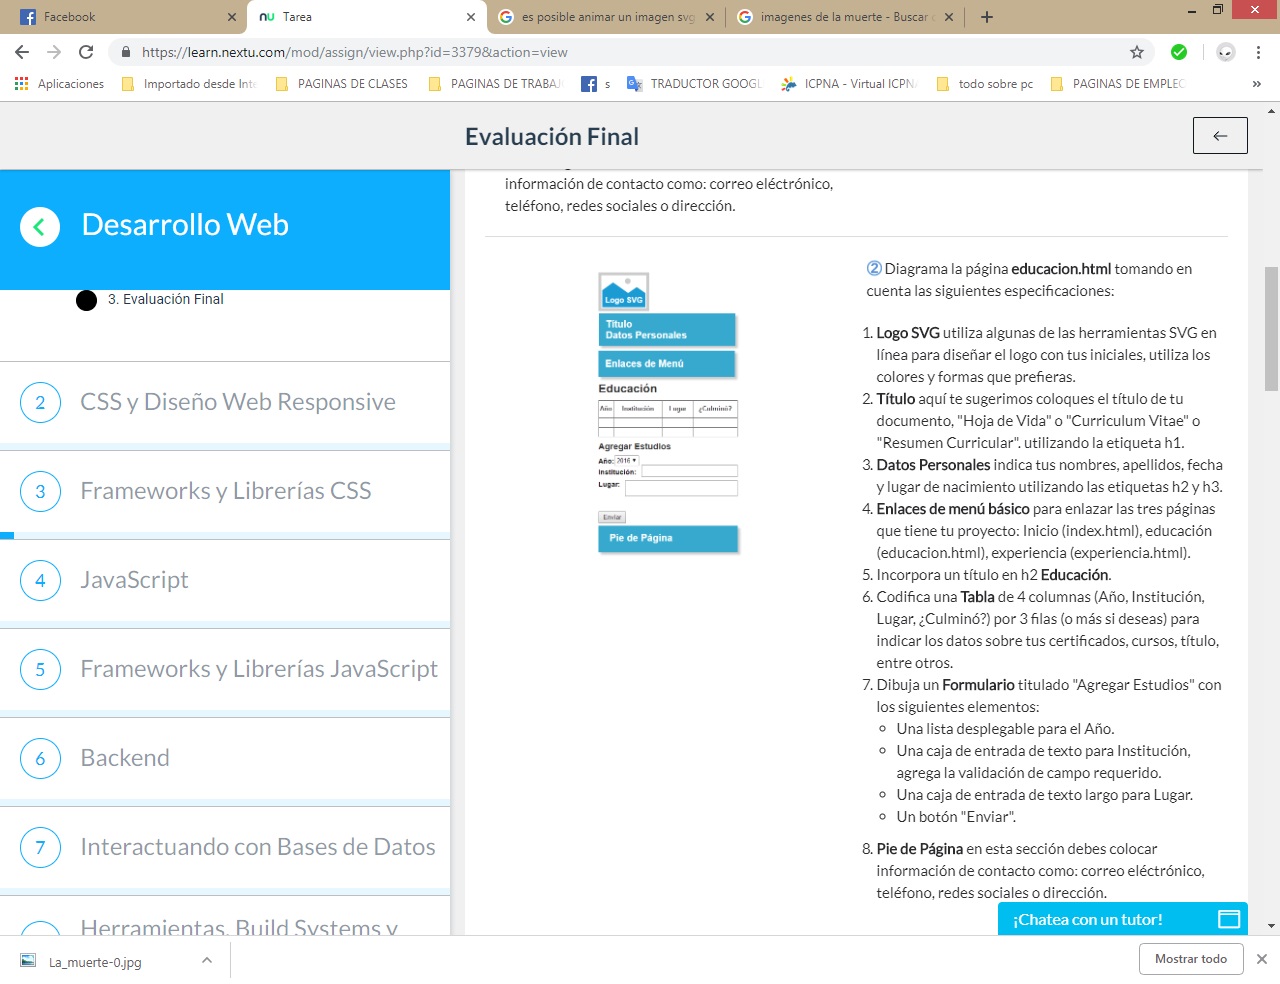 Facebook
Tarea
es posible animar un imagen svg
imagenes de la muerte - Buscar
https://learn.nextu.com/mod/assign/view.php?id=3379&action=view
Aplicaciones
Importado desde Inte
PAGINAS DE CLASES
PAGINAS DE TRABAJ
s
TRADUCTOR GOOGL
ICPNA - Virtual ICPN
todo sobre pc
PAGINAS DE EMPLEC
»
Evaluación Final
Desarrollo Web
3. Evaluación Final
2 CSS y Diseño Web Responsive
3 Frameworks y Librerías CSS
4 JavaScript
5 Frameworks y Librerías JavaScript
6 Backend
7 Interactuando con Bases de Datos
Herramientas, Build Systems y
información de contacto como: correo eléctrónico,
teléfono, redes sociales o dirección.
Logo SVG
Titulo
Datos Personales
Enlaces de Menú
Educación
Año Institución Lugar ¿Culminó?
Agregar Estudios
Año: 2016
Institución:
Lugar:
Enviar
Pie de Página
② Diagrama la página educacion.html tomando en
cuenta las siguientes especificaciones:
1. Logo SVG utiliza algunas de las herramientas SVG en
línea para diseñar el logo con tus iniciales, utiliza los
colores y formas que prefieras.
2. Título aquí te sugerimos coloques el título de tu
documento, "Hoja de Vida" o "Curriculum Vitae" o
"Resumen Curricular". utilizando la etiqueta h1.
3. Datos Personales indica tus nombres, apellidos, fecha
y lugar de nacimiento utilizando las etiquetas h2 y h3.
4. Enlaces de menú básico para enlazar las tres páginas
que tiene tu proyecto: Inicio (index.html), educación
(educacion.html), experiencia (experiencia.html).
5. Incorpora un título en h2 Educación.
6. Codifica una Tabla de 4 columnas (Año, Institución,
Lugar, ¿Culminó?) por 3 filas (o más si deseas) para
indicar los datos sobre tus certificados, cursos, título,
entre otros.
7. Dibuja un Formulario titulado "Agregar Estudios" con
los siguientes elementos:
Una lista desplegable para el Año.
Una caja de entrada de texto para Institución,
agrega la validación de campo requerido.
Una caja de entrada de texto largo para Lugar.
Un botón "Enviar".
8. Pie de Página en esta sección debes colocar
información de contacto como: correo eléctrónico,
teléfono, redes sociales o dirección.
¡Chatea con un tutor!
La_muerte-0.jpg
Mostrar todo